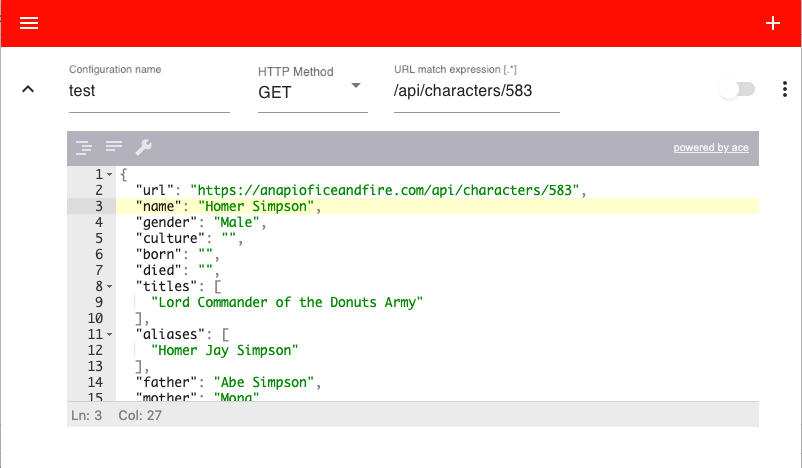 Configuration name
test
HTTP Method
GET
URL match expression [.*]
/api/characters/583
powered by ace
1 {
2 "url": "https://anapioficeandfire.com/api/characters/583",
3 "name": "Homer Simpson",
4 "gender": "Male",
5 "culture": "",
6 "born": "",
7 "died": "",
8 "titles": [
9 "Lord Commander of the Donuts Army"
10 ],
11 "aliases": [
12 "Homer Jay Simpson"
13 ],
14 "father": "Abe Simpson",
15 "mother": "Mona"
Ln: 3 Col: 27